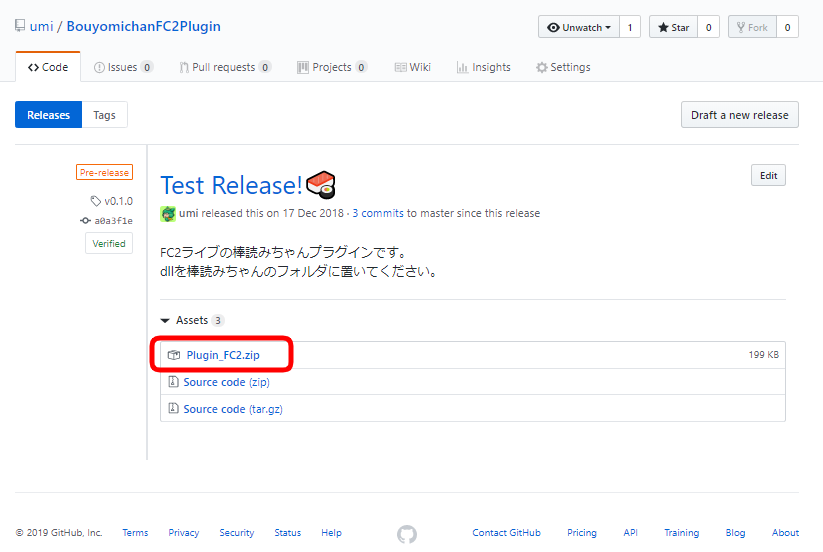 umi / BouyomichanFC2Plugin
Unwatch 1 Star 0 Fork 0
Code Issues 0 Pull requests 0 Projects 0 Wiki Insights Settings
Releases Tags Draft a new release
Pre-release
v0.1.0
a0a3f1e
Verified
Test Release!🍣 Edit
umi released this on 17 Dec 2018 · 3 commits to master since this release
FC2ライブの棒読みちゃんプラグインです。
dllを棒読みちゃんのフォルダに置いてください。
Assets 3
Plugin_FC2.zip 199 KB
Source code (zip)
Source code (tar.gz)
© 2019 GitHub, Inc. Terms Privacy Security Status Help Contact GitHub Pricing API Training Blog About